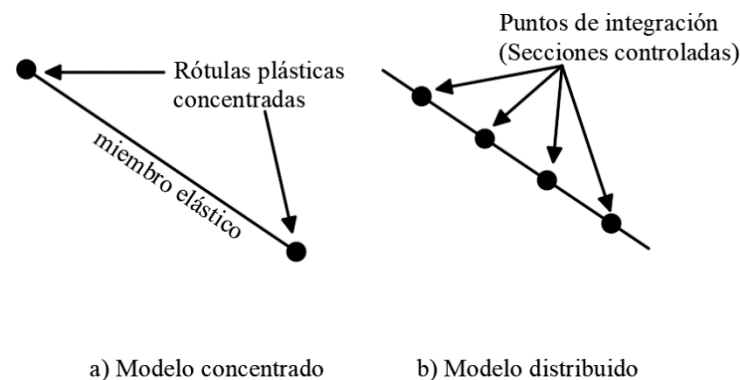 Puntos de integración
(Secciones controladas)
Rótulas plásticas
concentradas
miembro elástico
a) Modelo concentrado
b) Modelo distribuido